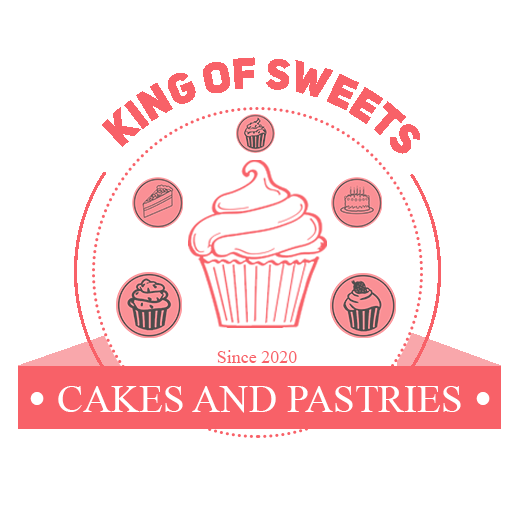 KING OF SWEETS
Since 2020
• CAKES AND PASTRIES •